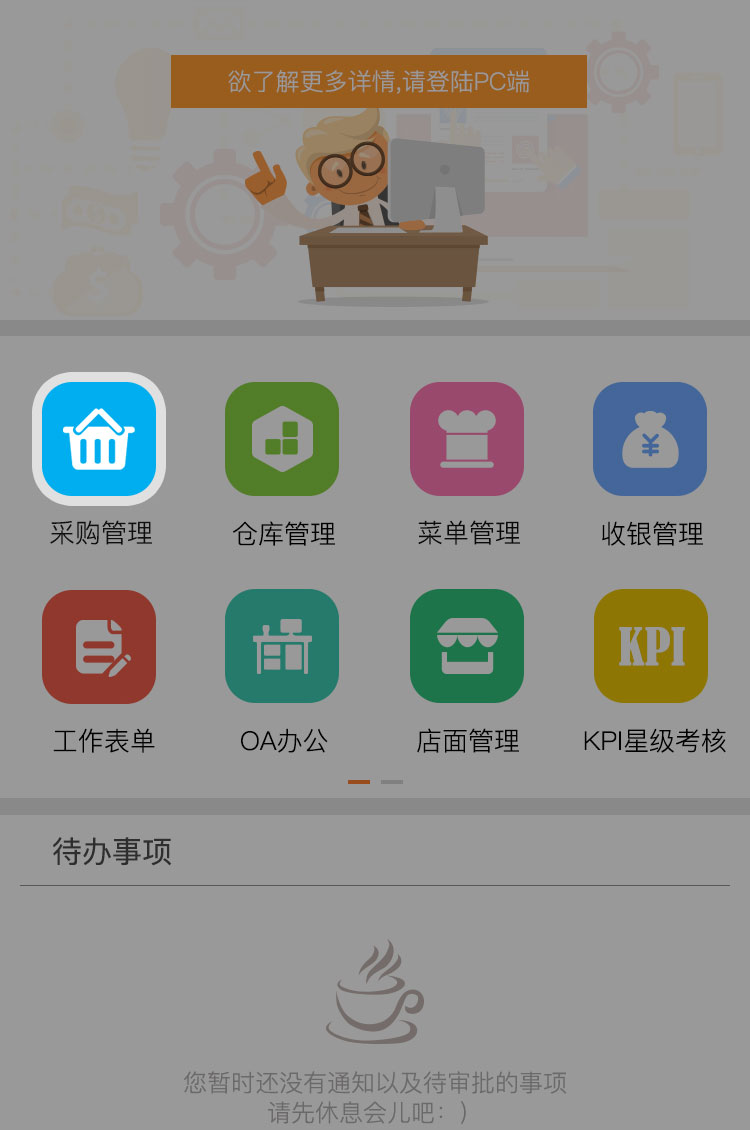 欲了解更多详情,请登陆PC端
采购管理
仓库管理
菜单管理
收银管理
KPI
工作表单
OA办公
店面管理
KPI星级考核
待办事项
您暂时还没有通知以及待审批的事项
请先休息会儿吧：)